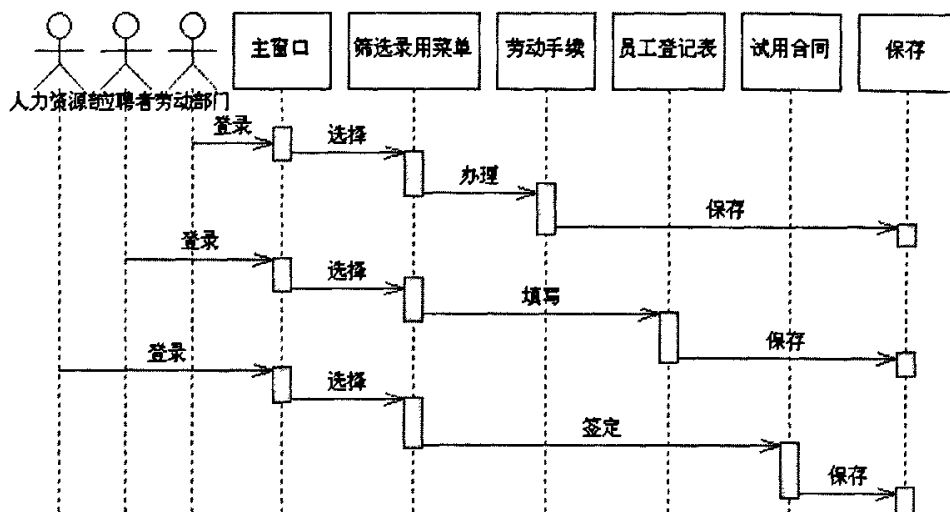 主窗口
筛选录用菜单
劳动手续
员工登记表
试用合同
保存
人力资源部
应聘者
劳动部门
登录
选择
办理
保存
登录
选择
填写
保存
登录
选择
签定
保存